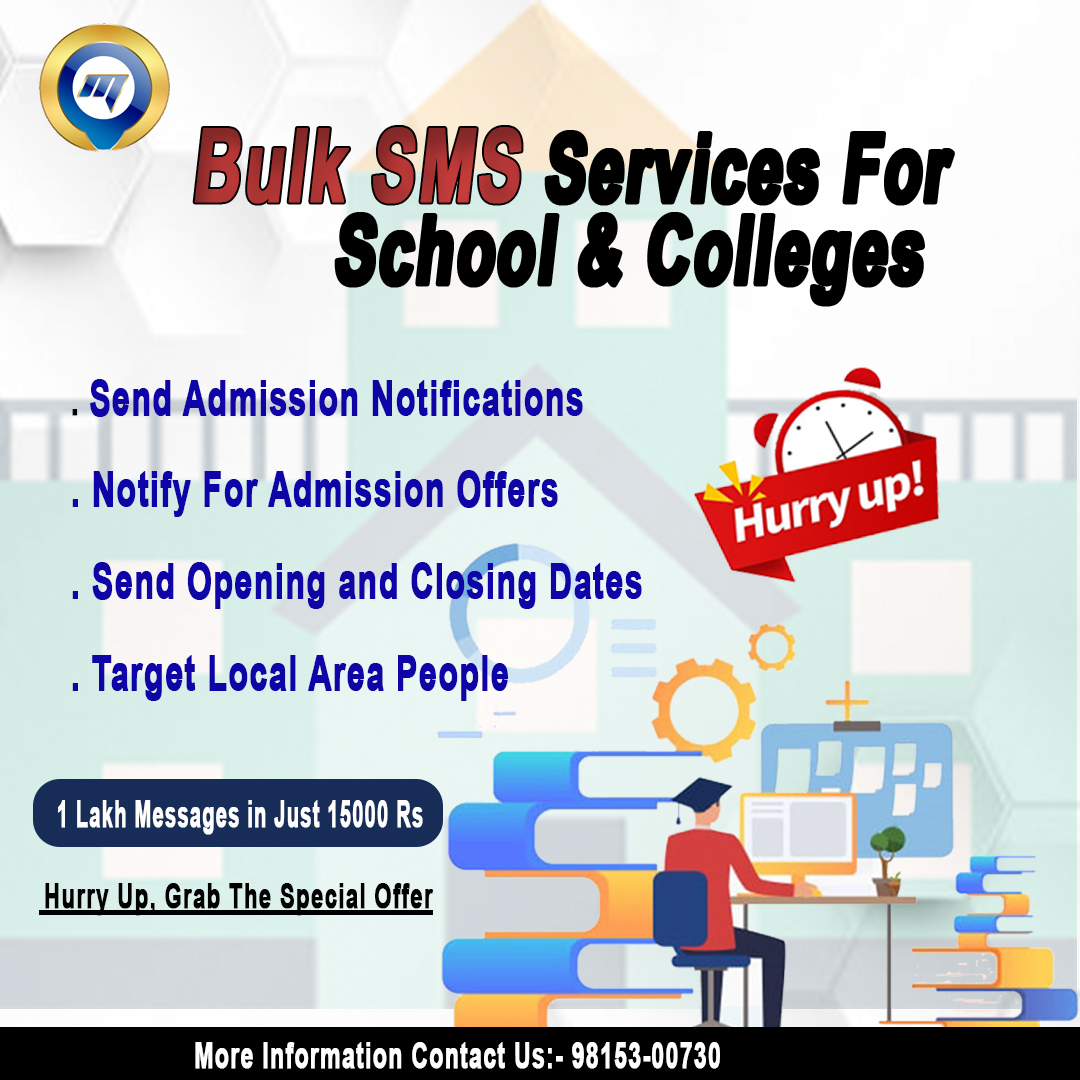 Bulk SMS Services For
School & Colleges
. Send Admission Notifications
. Notify For Admission Offers
. Send Opening and Closing Dates
. Target Local Area People
Hurry up!
1 Lakh Messages in Just 15000 Rs
Hurry Up, Grab The Special Offer
More Information Contact Us:- 98153-00730